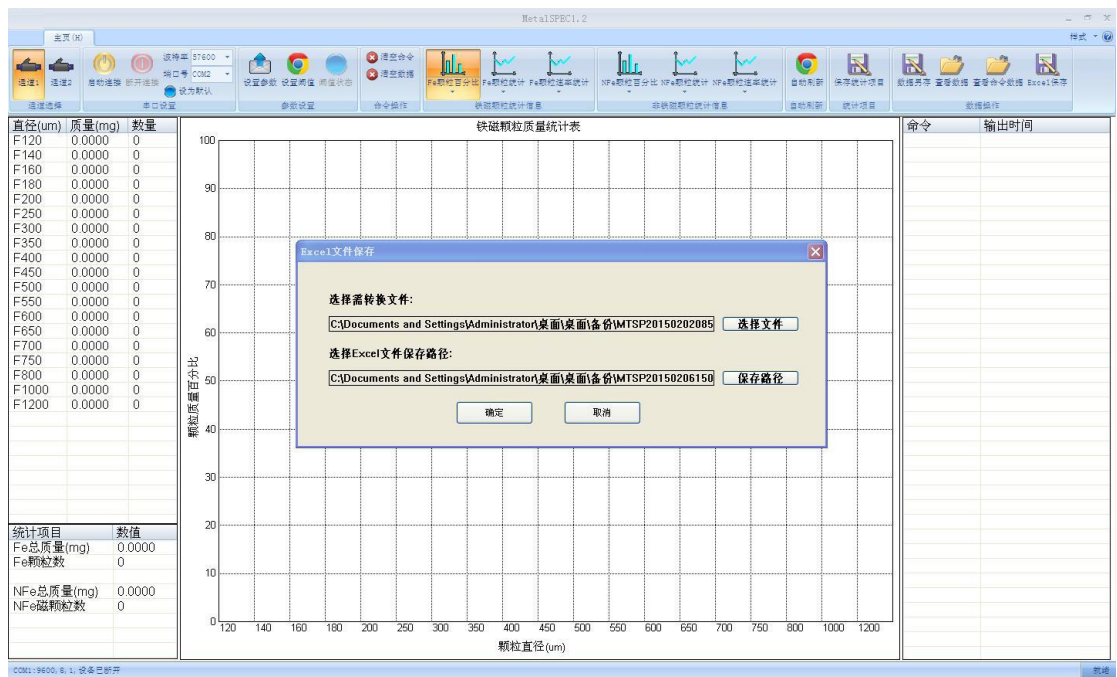 MetalSPEC1.2
主页(H)
样式
通道1 通道2 启动连接 断开连接 波特率 57600
端口号 COM2
设为默认
设置参数 设置阈值 阈值状态 清空命令
清空数据
Fe颗粒百分比 Fe颗粒统计 Fe颗粒速率统计 NFe颗粒百分比 NFe颗粒统计 NFe颗粒速率统计 自动刷新 保存统计项目 数据另存 查看数据 查看命令数据 Excel保存
通道选择 串口设置 参数设置 命令操作 铁磁颗粒统计信息 非铁磁颗粒统计信息 自动刷新 统计项目 数据操作
直径(um) 质量(mg) 数量
F120 0.0000 0
F140 0.0000 0
F160 0.0000 0
F180 0.0000 0
F200 0.0000 0
F250 0.0000 0
F300 0.0000 0
F350 0.0000 0
F400 0.0000 0
F450 0.0000 0
F500 0.0000 0
F550 0.0000 0
F600 0.0000 0
F650 0.0000 0
F700 0.0000 0
F750 0.0000 0
F800 0.0000 0
F1000 0.0000 0
F1200 0.0000 0
统计项目 数值
Fe总质量(mg) 0.0000
Fe颗粒数 0
NFe总质量(mg) 0.0000
NFe磁颗粒数 0
铁磁颗粒质量统计表
颗粒质量百分比
100
90
80
70
60
50
40
30
20
10
0
120 140 160 180 200 250 300 350 400 450 500 550 600 650 700 750 800 1000 1200
颗粒直径(um)
Excel文件保存
选择需转换文件:
C:\Documents and Settings\Administrator\桌面\桌面\备份\MTSP20150202085 选择文件
选择Excel文件保存路径:
C:\Documents and Settings\Administrator\桌面\桌面\备份\MTSP20150206150 保存路径
确定 取消
命令 输出时间
COM1:9600,8,1,设备已断开
就绪